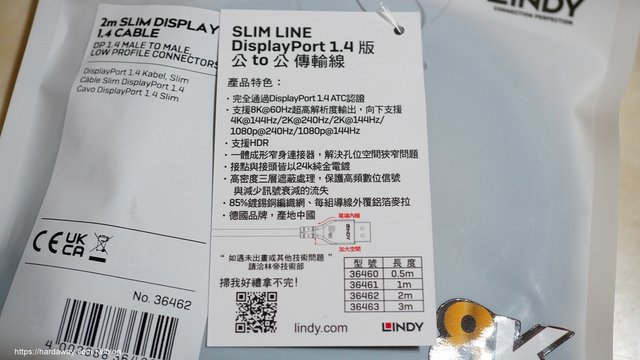 2m SLIM DISPLAY
1.4 CABLE
DP 1.4 MALE TO MALE,
LOW PROFILE CONNECTORS
DisplayPort 1.4 Kabel, Slim
Câble Slim DisplayPort 1.4
Cavo DisplayPort 1.4 Slim
CE UK
CA
No. 36462
SLIM LINE
DisplayPort 1.4 版
公 to 公 傳輸線
產品特色：
・完全通過DisplayPort 1.4 ATC認證
・支援8K@60Hz超高解析度輸出，向下支援
4K@144Hz/2K@240Hz/2K@144Hz/
1080p@240Hz/1080p@144Hz
・支援HDR
・一體成形窄身連接器，解決孔位空間狹窄問題
・接點與接頭皆以24k純金電鍍
・高密度三層遮蔽處理，保護高頻數位信號
與減少訊號衰減的流失
・85%鍍錫銅編織網、每組導線外覆鋁箔麥拉
・德國品牌，產地中國
尾端內縮
LINDY
加大空間
“ 如遇未出畫或其他技術問題 ”
請洽林帝技術部
掃我好禮拿不完!
型 號 長 度
36460 0.5m
36461 1m
36462 2m
36463 3m
lindy.com LINDY
LINDY
CONNECTION PERFECTION